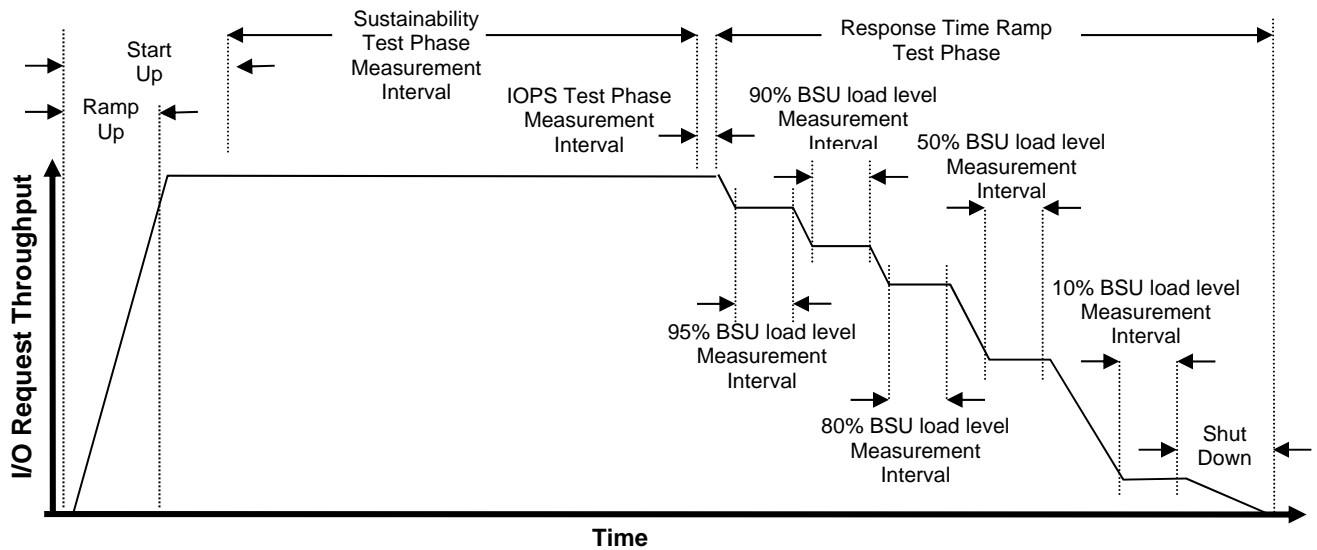 Start
Up
Ramp
Up
Sustainability
Test Phase
Measurement
Interval
IOPS Test Phase
Measurement
Interval
Response Time Ramp
Test Phase
90% BSU load level
Measurement
Interval
50% BSU load level
Measurement
Interval
95% BSU load level
Measurement
Interval
80% BSU load level
Measurement
Interval
10% BSU load level
Measurement
Interval
Shut
Down
I/O Request Throughput
Time